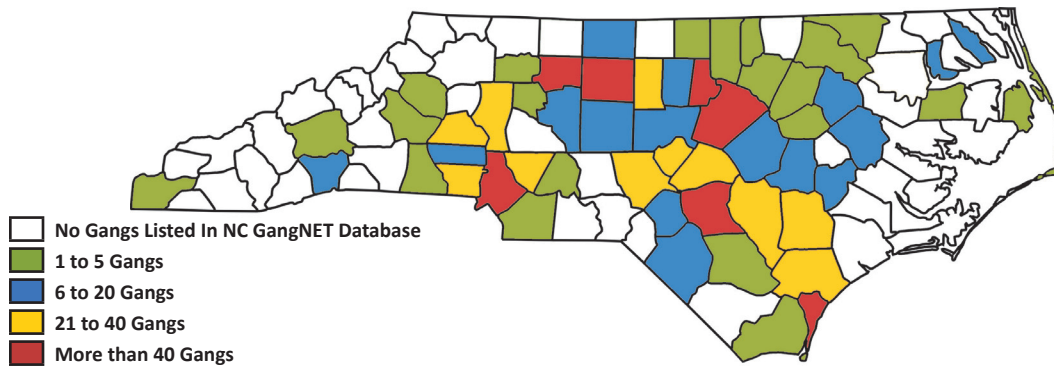 No Gangs Listed In NC GangNET Database
1 to 5 Gangs
6 to 20 Gangs
21 to 40 Gangs
More than 40 Gangs